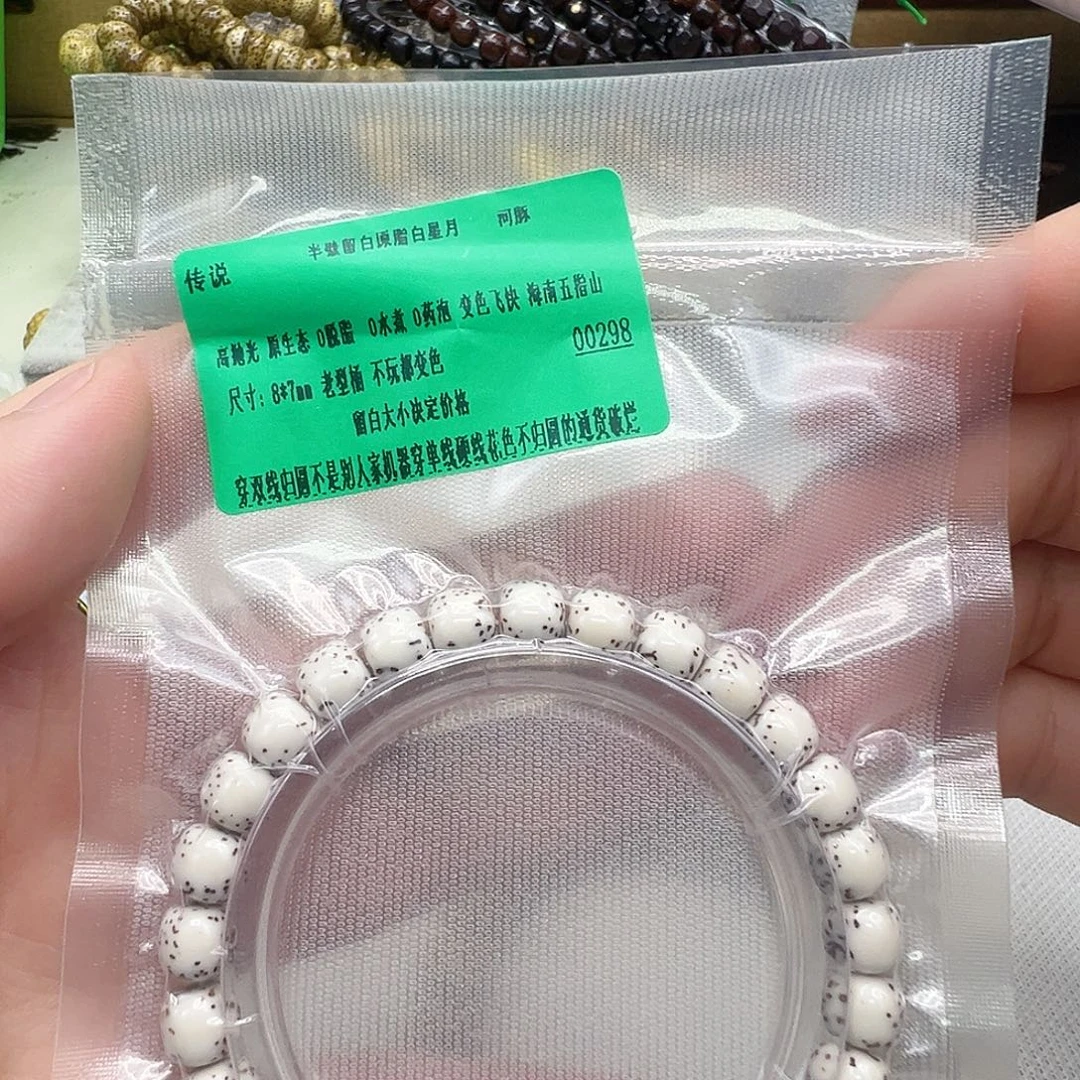 半壁留白原脂白星月 河豚
传说
高抛光 原生态 0脱脂 0水煮 0药泡 变色飞快 海南五指山
00298
尺寸：8*7mm 老型桶 不玩都变色
留白大小决定价格
穿双线归圆不是别人家机器穿单线硬线花色不归圆的通货破烂